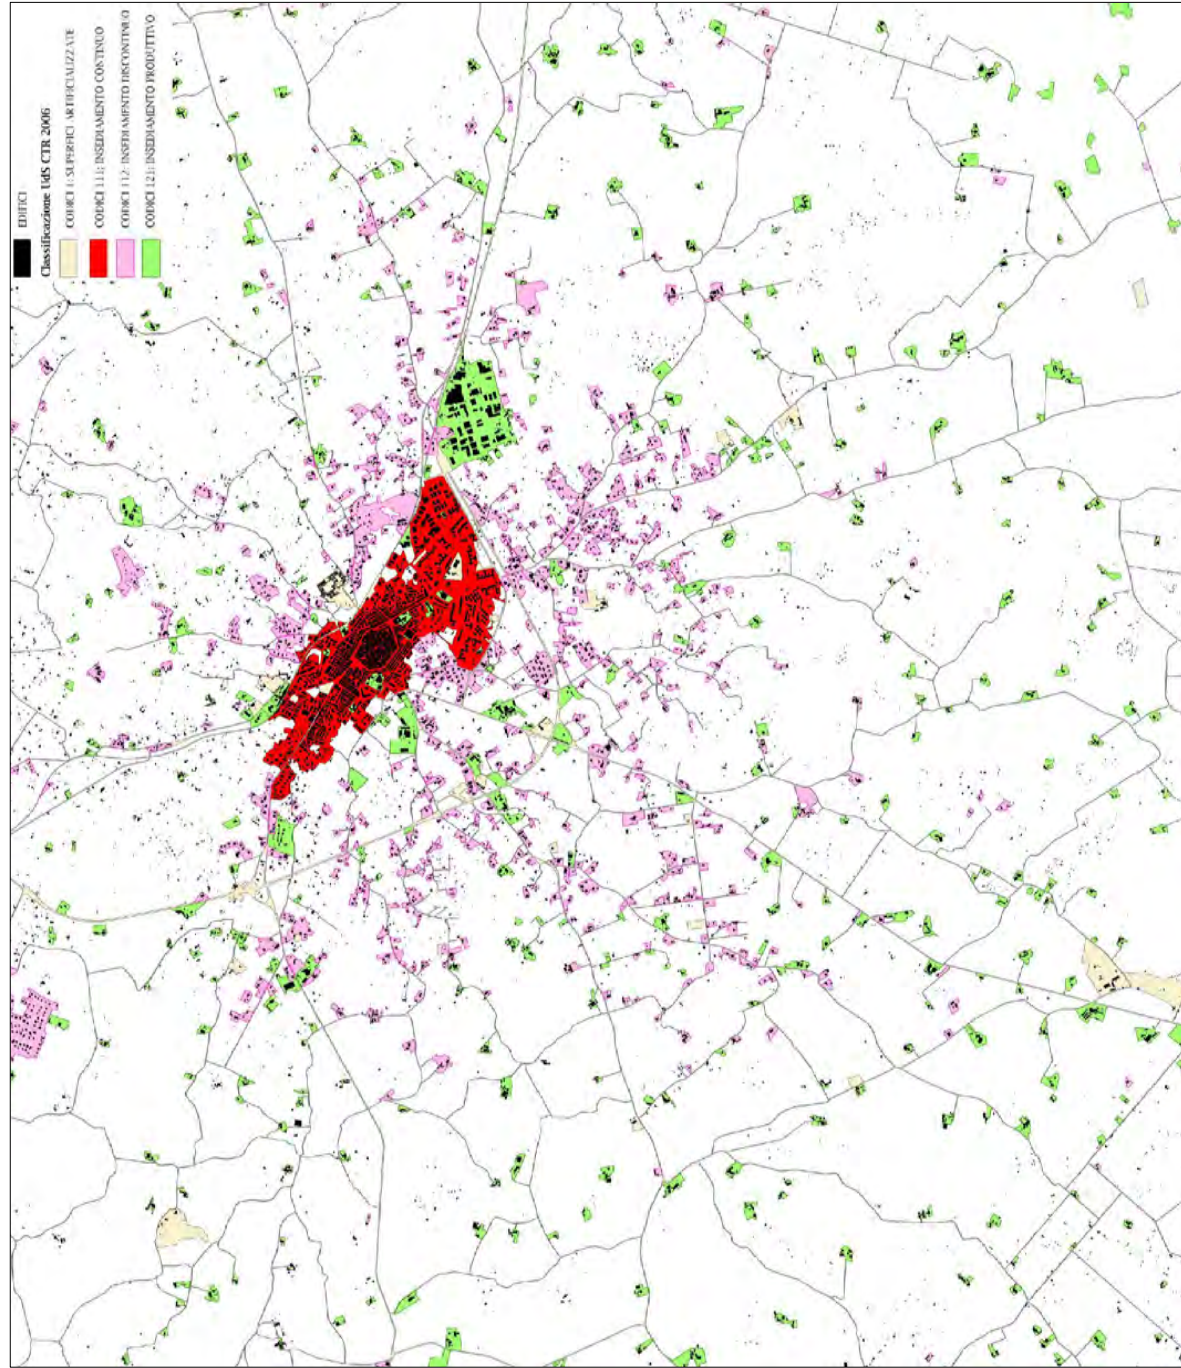 EDIFICI
Classificazione UdS CTR 2006
CODICI 1: SUPERFICI ARTIFICIALIZZATE
CODICI 111: INSEDIAMENTO CONTINUO
CODICI 112: INSEDIAMENTO DISCONTINUO
CODICI 121: INSEDIAMENTO PRODUTTIVO